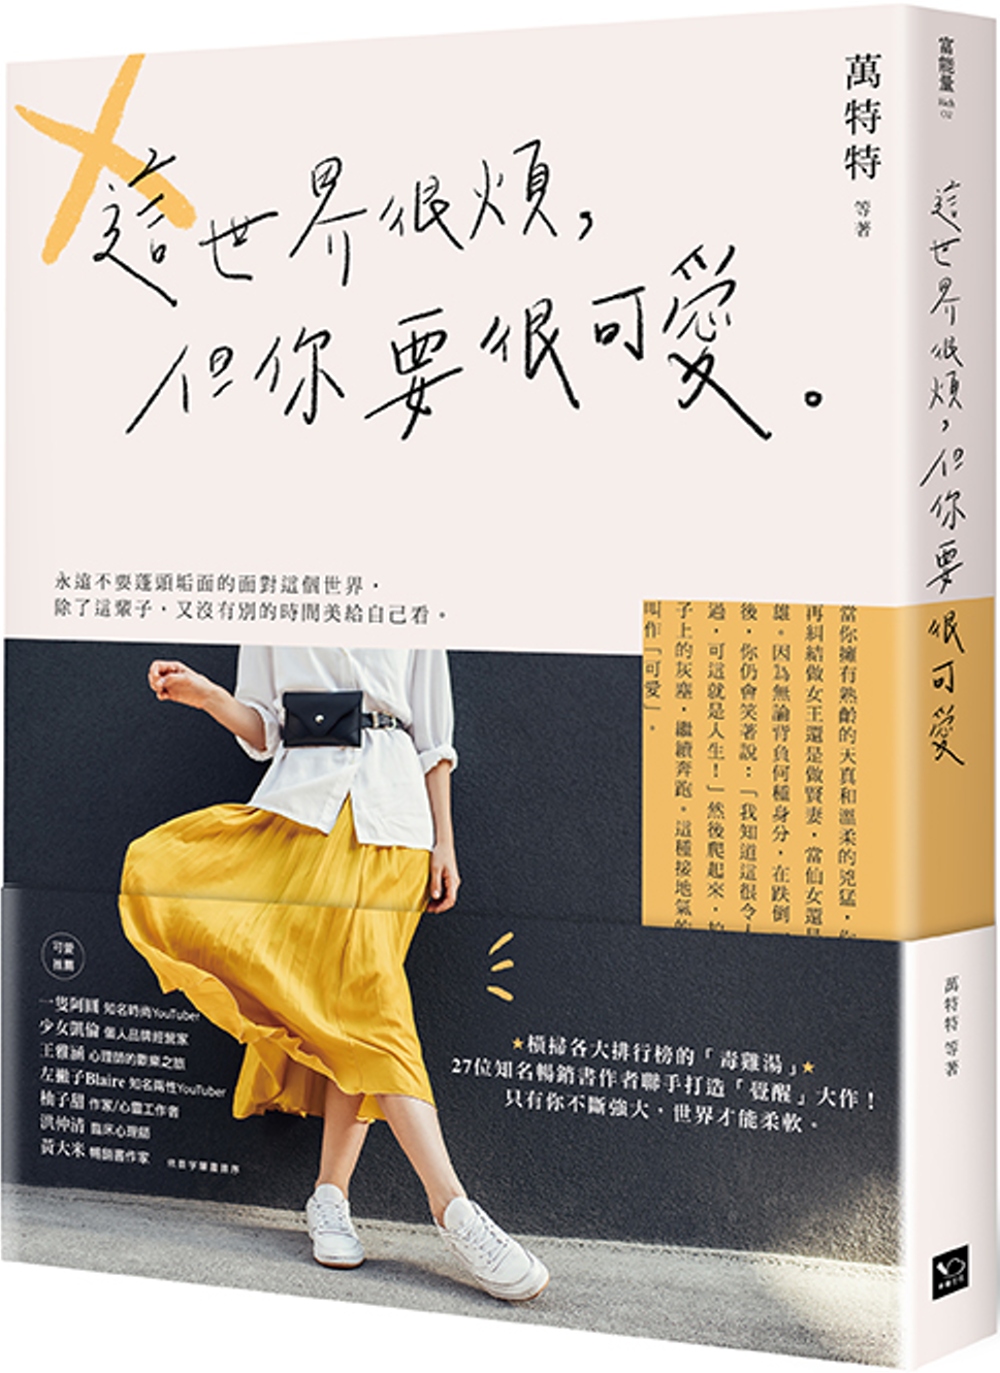 這世界很煩，
但你要很可愛。
萬特特 等著
永遠不要蓬頭垢面的面對這個世界，
除了這輩子，又沒有別的時間美給自己看。
當你擁有熟齡的天真和溫柔的兇猛，
再糾結做女王還是做賢妻，當仙女還是
雄。因為無論背負何種身分，在跌倒
後，你仍會笑著說：「我知道這很令人
過，可這就是人生！」然後爬起來，拍
子上的灰塵，繼續奔跑。這種接地氣的
叫作「可愛」。
可愛
推薦
一隻阿圓 知名時尚YouTuber
少女凱倫 個人品牌經營家
王雅涵 心理師的歡樂之旅
左撇子Blaire 知名兩性YouTuber
柚子甜 作家/心靈工作者
洪仲清 臨床心理師
黃大米 暢銷書作家
依首字筆畫排序
★橫掃各大排行榜的「毒雞湯」★
27位知名暢銷書作者聯手打造「覺醒」大作！
只有你不斷強大，世界才能柔軟。
富能量
Rich
02
這世界很煩，但你要很可愛
萬特特 等著